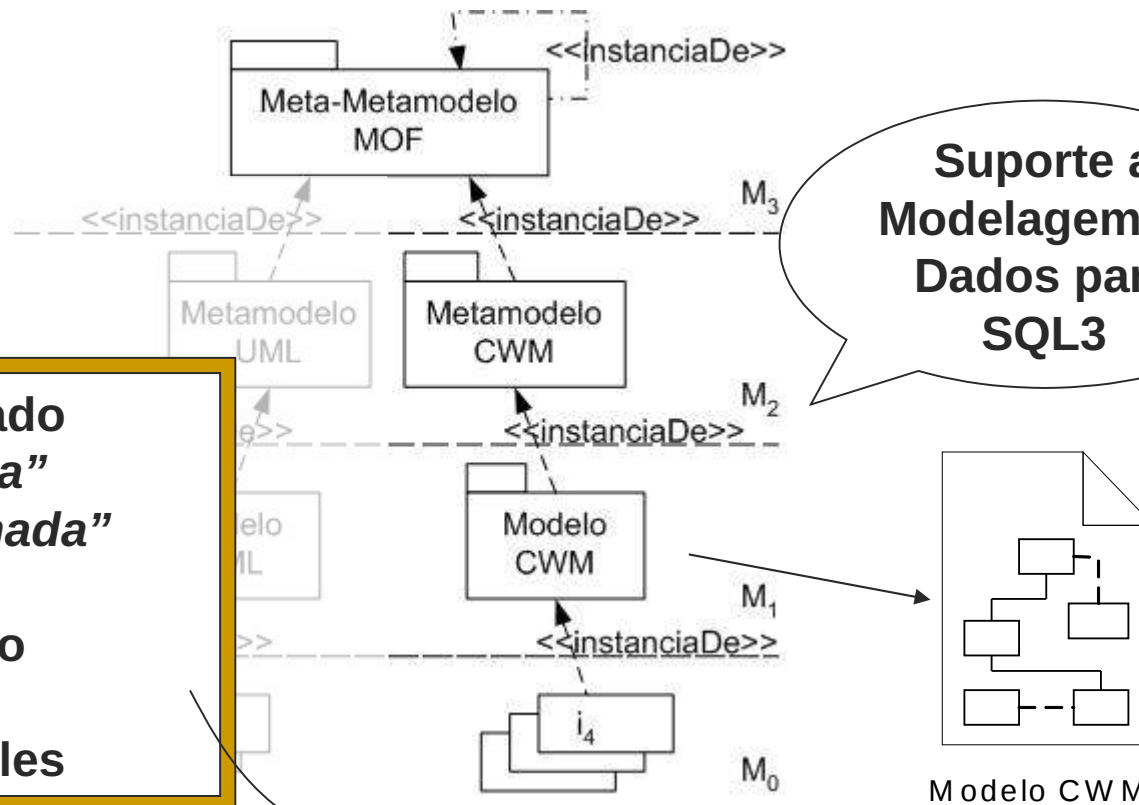 <<instanciaDe>>
Meta-Metamodelo
MOF
M3
<<instanciaDe>>
<<instanciaDe>>
Suporte a
Modelagem
Dados par
SQL3
Metamodelo
UML
Metamodelo
CWM
M2
e>>
<<instanciaDe>>
ado
a”
nada”
o
les
elo
ML
Modelo
CWM
M1
>>
<<instanciaDe>>
i4
M0
Modelo CWM